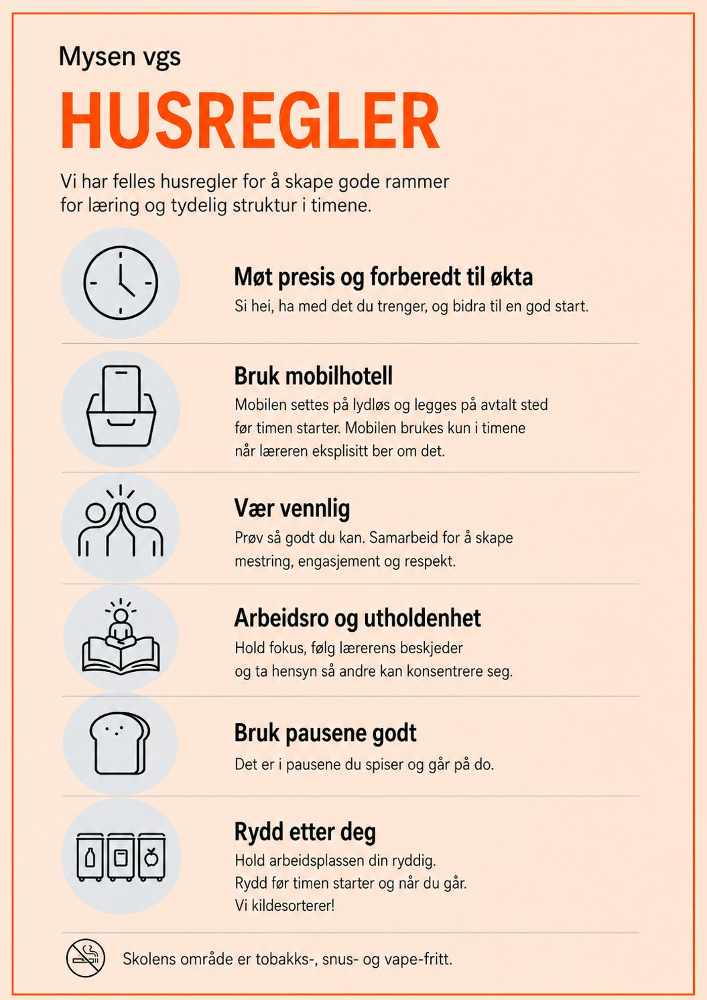 Mysen vgs
HUSREGLER
Vi har felles husregler for å skape gode rammer
for læring og tydelig struktur i timene.
Møt presis og forberedt til økta
Si hei, ha med det du trenger, og bidra til en god start.
Bruk mobilhotell
Mobilen settes på lydløs og legges på avtalt sted
før timen starter. Mobilen brukes kun i timene
når læreren eksplisitt ber om det.
Vær vennlig
Prøv så godt du kan. Samarbeid for å skape
mestring, engasjement og respekt.
Arbeidsro og utholdenhet
Hold fokus, følg lærerens beskjeder
og ta hensyn så andre kan konsentrere seg.
Bruk pausene godt
Det er i pausene du spiser og går på do.
Rydd etter deg
Hold arbeidsplassen din ryddig.
Rydd før timen starter og når du går.
Vi kildesorterer!
Skolens område er tobakks-, snus- og vape-fritt.